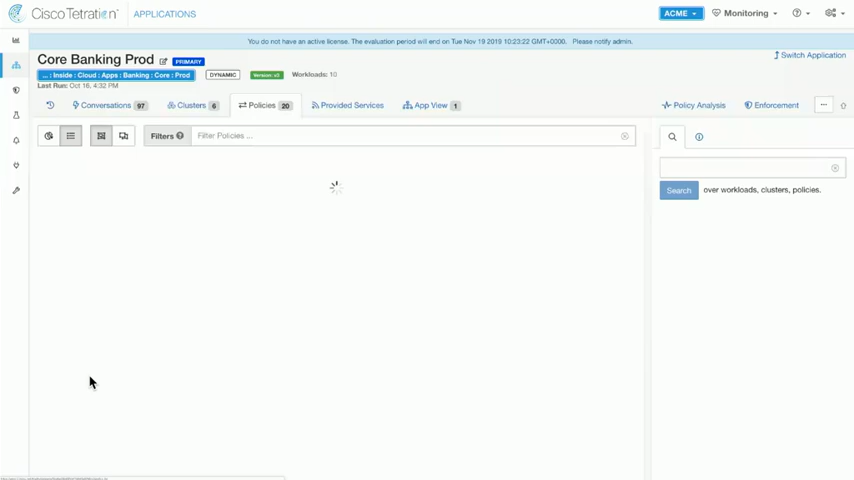 Cisco Tetration™ APPLICATIONS ACME Monitoring
You do not have an active license. The evaluation period will end on Tue Nov 19 2019 10:23:22 GMT+0000. Please notify admin.
Core Banking Prod PRIMARY Switch Application
... : Inside : Cloud : Apps : Banking : Core : Prod DYNAMIC Version: v3 Workloads: 10
Last Run: Oct 16, 4:32 PM
Conversations 97 Clusters 6 Policies 20 Provided Services App View 1 Policy Analysis Enforcement ...
Filters ? Filter Policies ...
Search over workloads, clusters, policies.